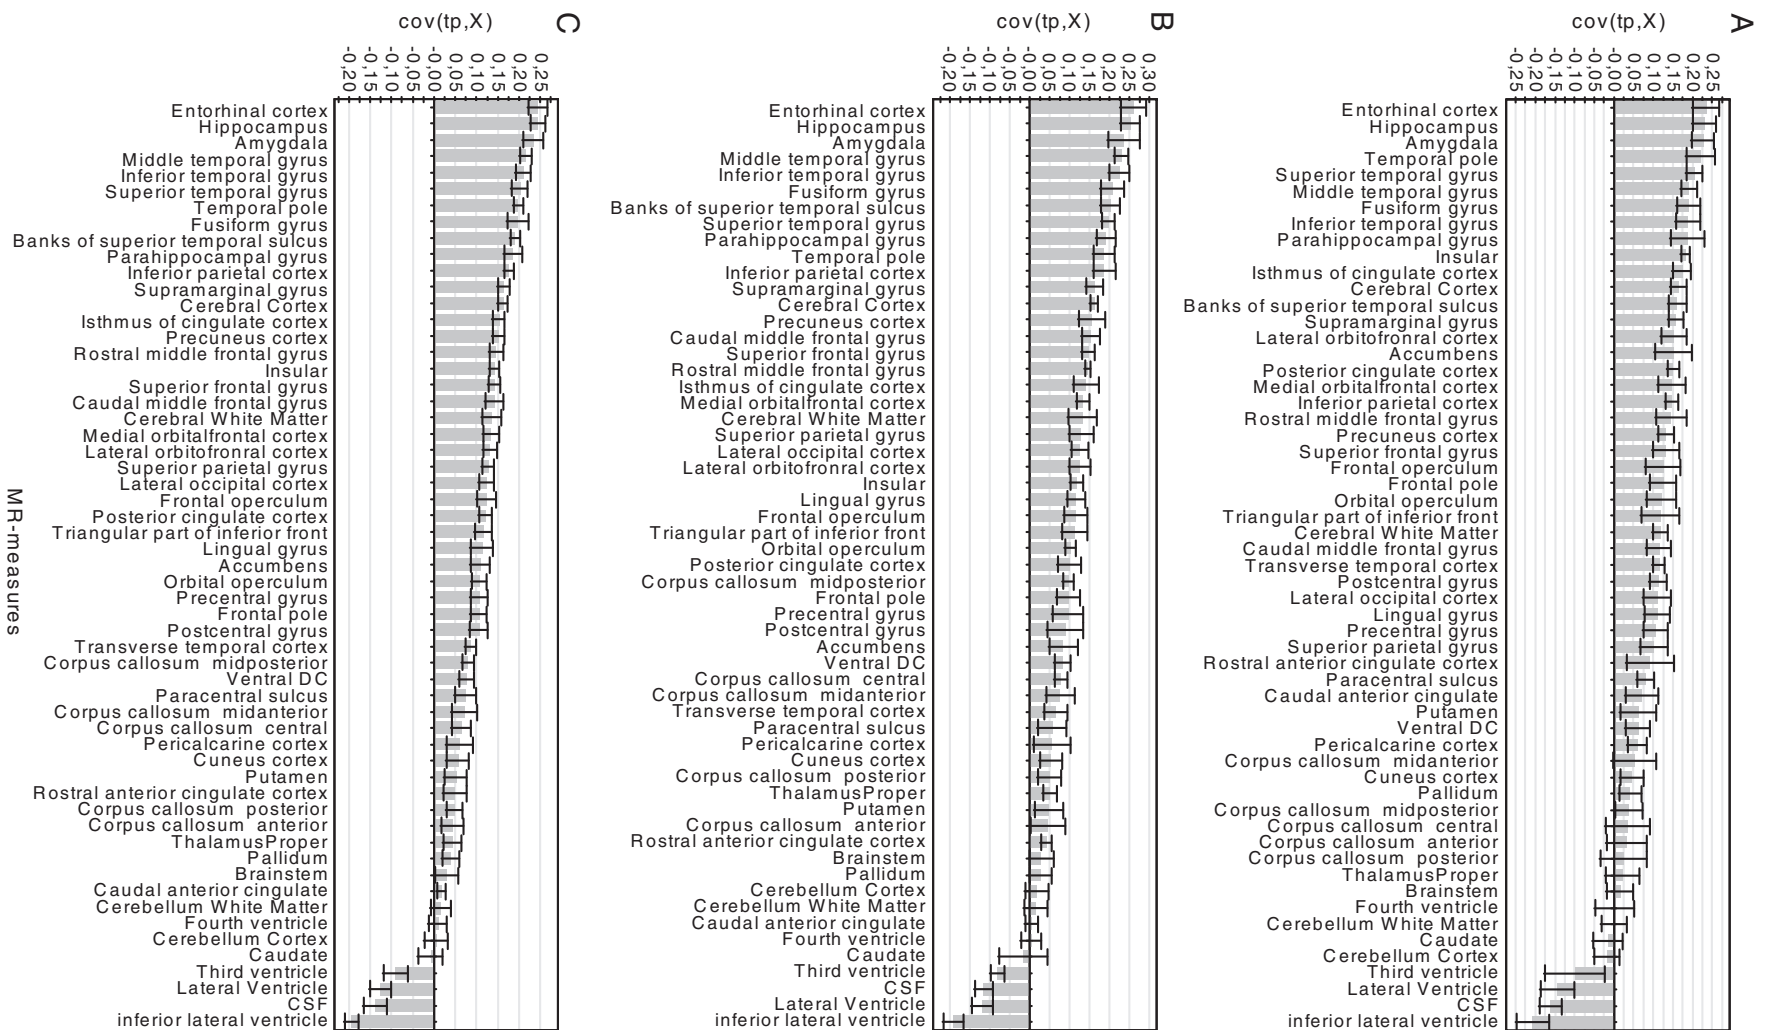 A
cov(tp,X)
0,25
0,20
0,15
0,10
0,05
0,00
-0,05
-0,10
-0,15
-0,20
-0,25
Entorhinal cortex
Hippocampus
Amygdala
Temporal pole
Superior temporal gyrus
Middle temporal gyrus
Fusiform gyrus
Inferior temporal gyrus
Parahippocampal gyrus
Insular
Isthmus of cingulate cortex
Cerebral Cortex
Banks of superior temporal sulcus
Supramarginal gyrus
Lateral orbitofronral cortex
Accumbens
Posterior cingulate cortex
Medial orbitalfrontal cortex
Inferior parietal cortex
Rostral middle frontal gyrus
Precuneus cortex
Superior frontal gyrus
Frontal operculum
Frontal pole
Orbital operculum
Triangular part of inferior front
Cerebral White Matter
Caudal middle frontal gyrus
Transverse temporal cortex
Postcentral gyrus
Lateral occipital cortex
Lingual gyrus
Precentral gyrus
Superior parietal gyrus
Rostral anterior cingulate cortex
Paracentral sulcus
Caudal anterior cingulate
Putamen
Ventral DC
Pericalcarine cortex
Corpus callosum  midanterior
Cuneus cortex
Pallidum
Corpus callosum  midposterior
Corpus callosum  central
Corpus callosum  anterior
Corpus callosum  posterior
ThalamusProper
Brainstem
Fourth ventricle
Cerebellum White Matter
Caudate
Cerebellum Cortex
Third ventricle
Lateral Ventricle
CSF
inferior lateral ventricle
B
cov(tp,X)
0,30
0,25
0,20
0,15
0,10
0,05
0,00
-0,05
-0,10
-0,15
-0,20
Entorhinal cortex
Hippocampus
Amygdala
Middle temporal gyrus
Inferior temporal gyrus
Fusiform gyrus
Banks of superior temporal sulcus
Superior temporal gyrus
Parahippocampal gyrus
Temporal pole
Inferior parietal cortex
Supramarginal gyrus
Cerebral Cortex
Precuneus cortex
Caudal middle frontal gyrus
Superior frontal gyrus
Rostral middle frontal gyrus
Isthmus of cingulate cortex
Medial orbitalfrontal cortex
Cerebral White Matter
Superior parietal gyrus
Lateral occipital cortex
Lateral orbitofronral cortex
Insular
Lingual gyrus
Frontal operculum
Triangular part of inferior front
Orbital operculum
Posterior cingulate cortex
Corpus callosum  midposterior
Frontal pole
Precentral gyrus
Postcentral gyrus
Accumbens
Ventral DC
Corpus callosum  central
Corpus callosum  midanterior
Transverse temporal cortex
Paracentral sulcus
Pericalcarine cortex
Cuneus cortex
Corpus callosum  posterior
ThalamusProper
Putamen
Corpus callosum  anterior
Rostral anterior cingulate cortex
Brainstem
Pallidum
Cerebellum Cortex
Cerebellum White Matter
Caudal anterior cingulate
Fourth ventricle
Caudate
Third ventricle
CSF
Lateral Ventricle
inferior lateral ventricle
C
cov(tp,X)
0,25
0,20
0,15
0,10
0,05
0,00
-0,05
-0,10
-0,15
-0,20
Entorhinal cortex
Hippocampus
Amygdala
Middle temporal gyrus
Inferior temporal gyrus
Superior temporal gyrus
Temporal pole
Fusiform gyrus
Banks of superior temporal sulcus
Parahippocampal gyrus
Inferior parietal cortex
Supramarginal gyrus
Cerebral Cortex
Isthmus of cingulate cortex
Precuneus cortex
Rostral middle frontal gyrus
Insular
Superior frontal gyrus
Caudal middle frontal gyrus
Cerebral White Matter
Medial orbitalfrontal cortex
Lateral orbitofronral cortex
Superior parietal gyrus
Lateral occipital cortex
Frontal operculum
Posterior cingulate cortex
Triangular part of inferior front
Lingual gyrus
Accumbens
Orbital operculum
Precentral gyrus
Frontal pole
Postcentral gyrus
Transverse temporal cortex
Corpus callosum  midposterior
Ventral DC
Paracentral sulcus
Corpus callosum  midanterior
Corpus callosum  central
Pericalcarine cortex
Cuneus cortex
Putamen
Rostral anterior cingulate cortex
Corpus callosum  posterior
Corpus callosum  anterior
ThalamusProper
Pallidum
Brainstem
Caudal anterior cingulate
Cerebellum White Matter
Fourth ventricle
Cerebellum Cortex
Caudate
Third ventricle
Lateral Ventricle
CSF
inferior lateral ventricle
MR-measures